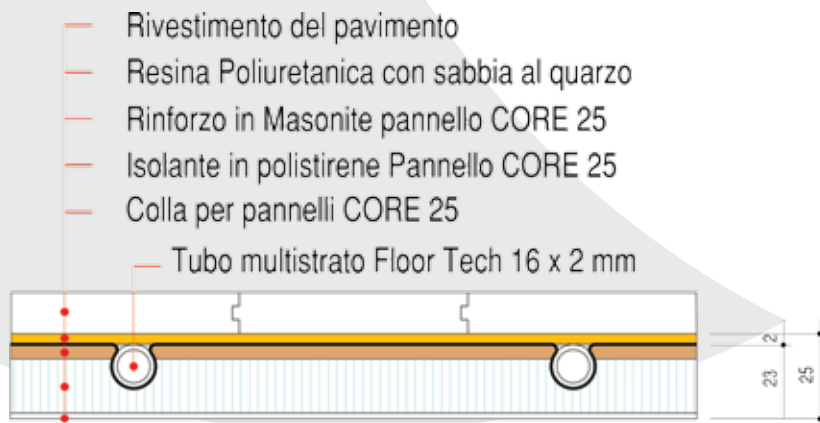 Rivestimento del pavimento
Resina Poliuretanica con sabbia al quarzo
Rinforzo in Masonite pannello CORE 25
Isolante in polistirene Pannello CORE 25
Colla per pannelli CORE 25
Tubo multistrato Floor Tech 16 x 2 mm
2
23
25